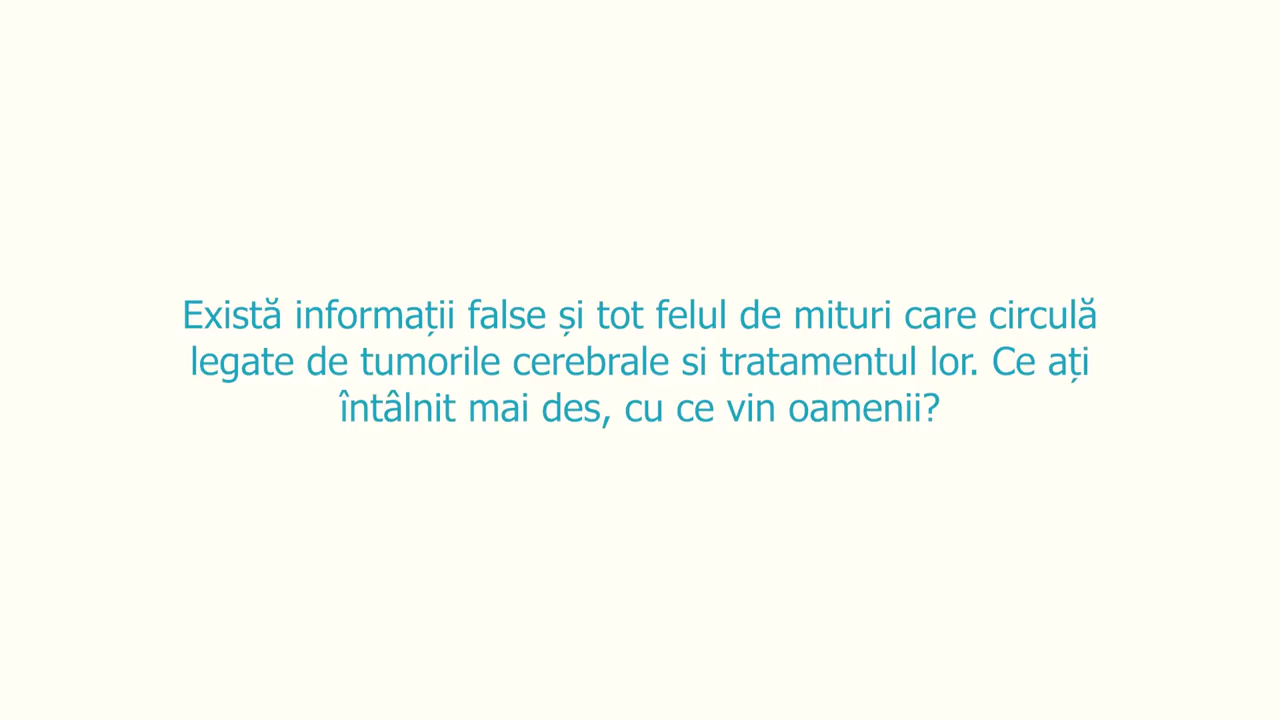 Există informații false și tot felul de mituri care circulă
legate de tumorile cerebrale si tratamentul lor. Ce ați
întâlnit mai des, cu ce vin oamenii?